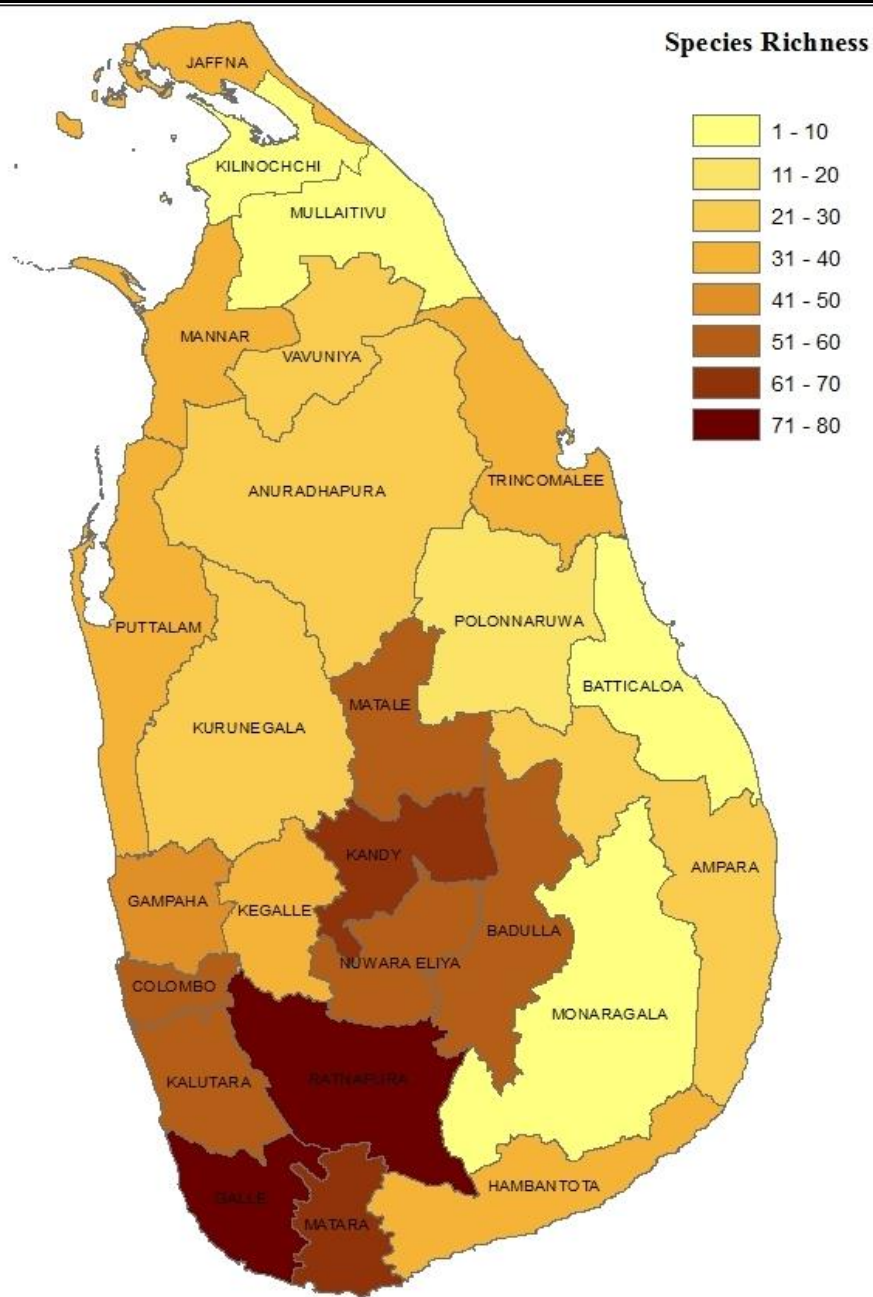 Species Richness
1 - 10
11 - 20
21 - 30
31 - 40
41 - 50
51 - 60
61 - 70
71 - 80
JAFFNA
KILINOCHCHI
MULLAITIVU
MANNAR
VAVUNIYA
ANURADHAPURA
TRINCOMALEE
PUTTALAM
POLONNARUWA
BATTICALOA
MATALE
KURUNEGALA
KANDY
AMPARA
GAMPAHA
KEGALLE
BADULLA
NUWARA ELIYA
COLOMBO
MONARAGALA
KALUTARA
RATNAPURA
HAMBANTOTA
GALLE
MATARA